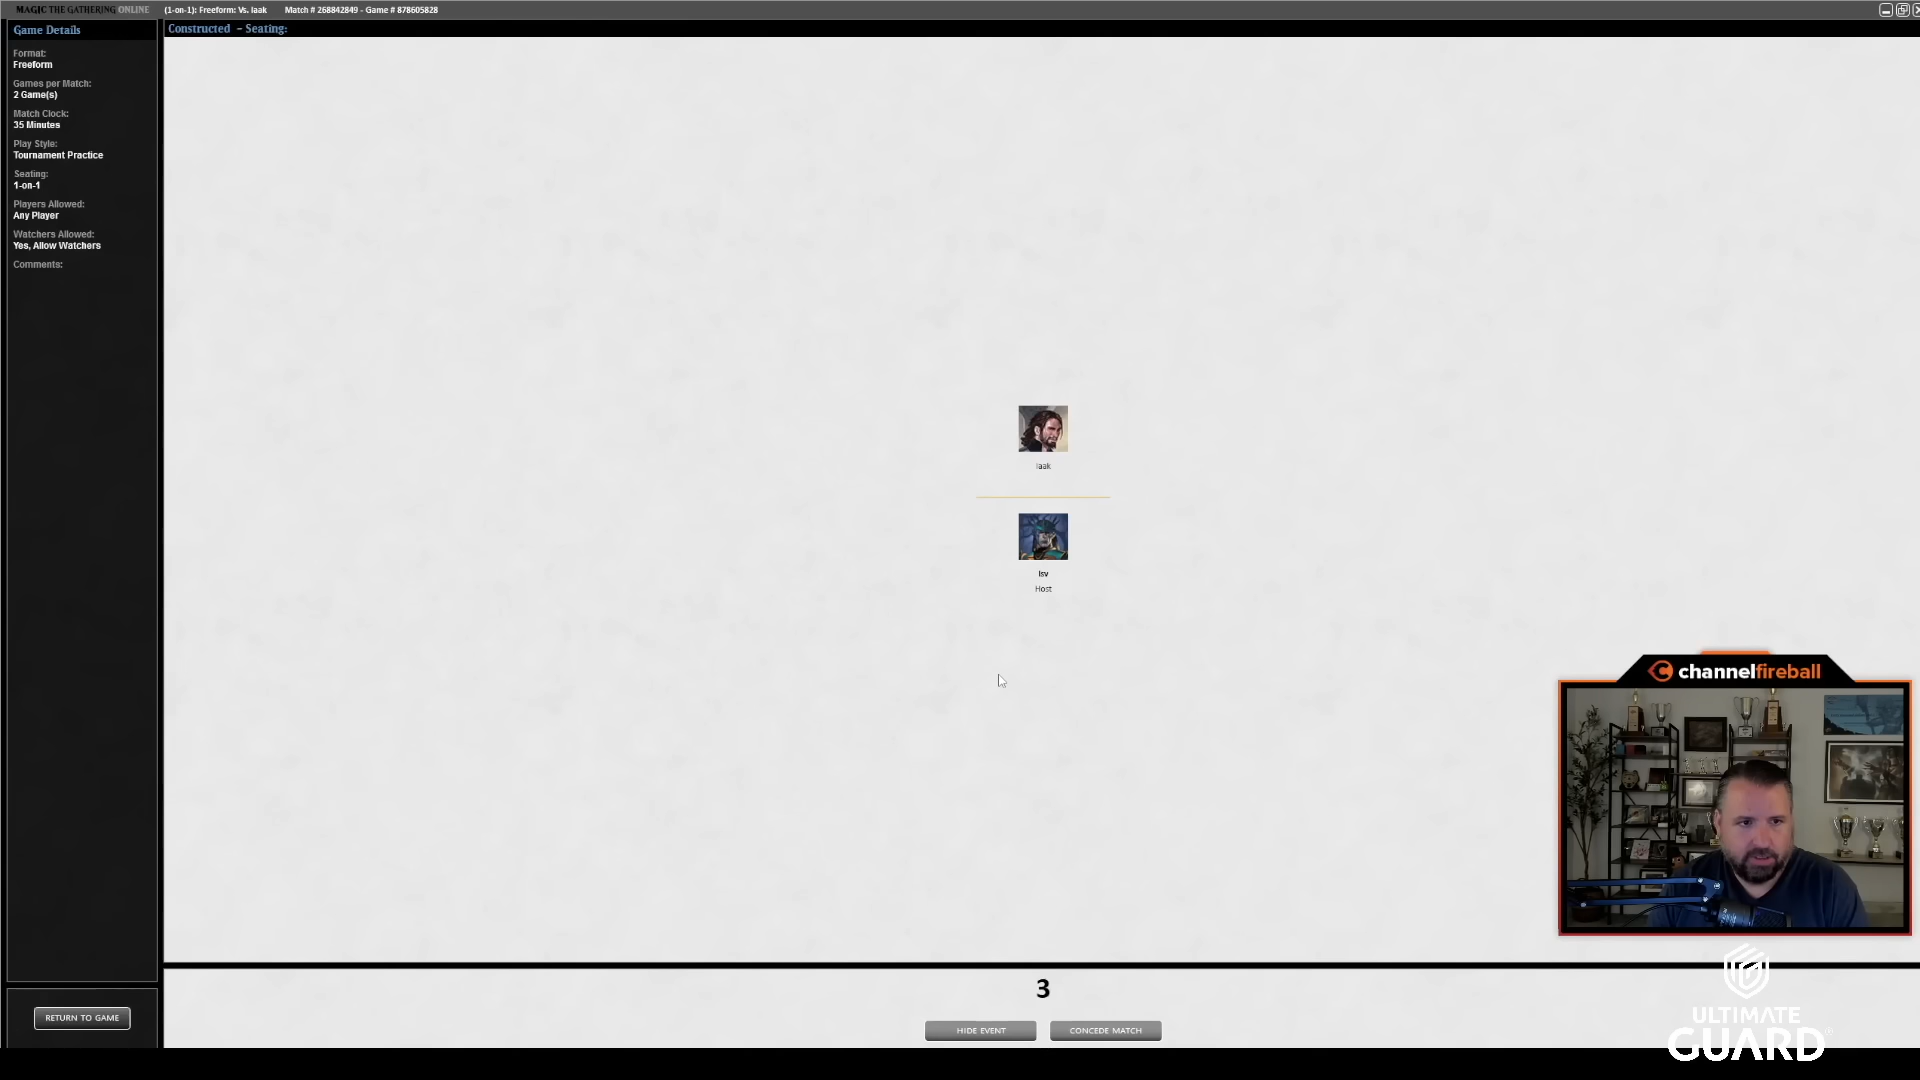 MAGIC THE GATHERING ONLINE
(1-on-1): Freeform: Vs. Iaak
Match # 268842849 - Game # 878605828
Game Details
Constructed - Seating:
Format:
Freeform
Games per Match:
2 Game(s)
Match Clock:
35 Minutes
Play Style:
Tournament Practice
Seating:
1-on-1
Players Allowed:
Any Player
Watchers Allowed:
Yes, Allow Watchers
Comments:
Iaak
lsv
Host
channelfireball
3
RETURN TO GAME
HIDE EVENT
CONCEDE MATCH
ULTIMATE
GUARD